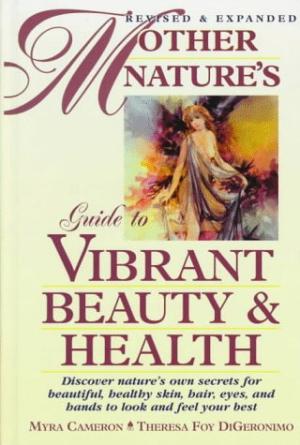 REVISED & EXPANDED
MOTHER
NATURE'S
Guide to
VIBRANT
BEAUTY &
HEALTH
Discover nature's own secrets for
beautiful, healthy skin, hair, eyes, and
hands to look and feel your best
MYRA CAMERON THERESA FOY DIGERONIMO